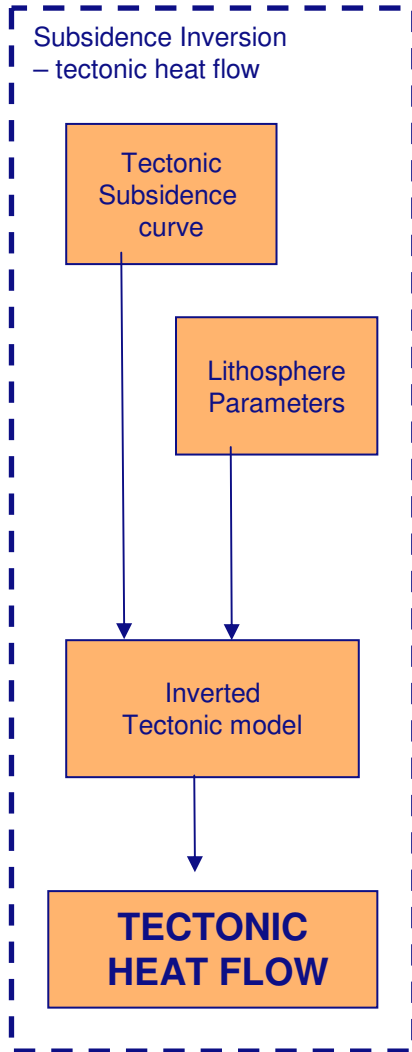 Subsidence Inversion
– tectonic heat flow
Tectonic
Subsidence
curve
Lithosphere
Parameters
Inverted
Tectonic model
TECTONIC
HEAT FLOW